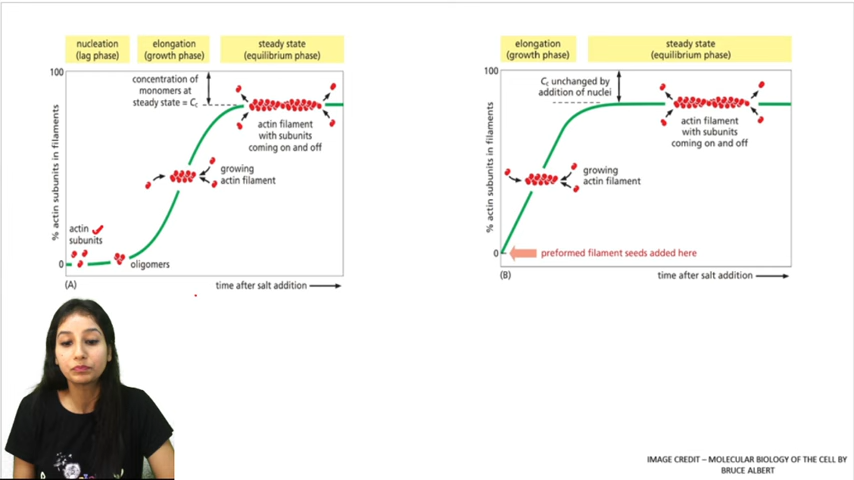 nucleation
(lag phase)
elongation
(growth phase)
steady state
(equilibrium phase)
100
concentration of
monomers at
steady state = Cc
actin filament
with subunits
coming on and off
growing
actin filament
actin
subunits
oligomers
0
% actin subunits in filaments
(A)
time after salt addition
elongation
(growth phase)
steady state
(equilibrium phase)
100
Cc unchanged by
addition of nuclei
actin filament
with subunits
coming on and off
growing
actin filament
0
preformed filament seeds added here
% actin subunits in filaments
(B)
time after salt addition
IMAGE CREDIT – MOLECULAR BIOLOGY OF THE CELL BY
BRUCE ALBERT